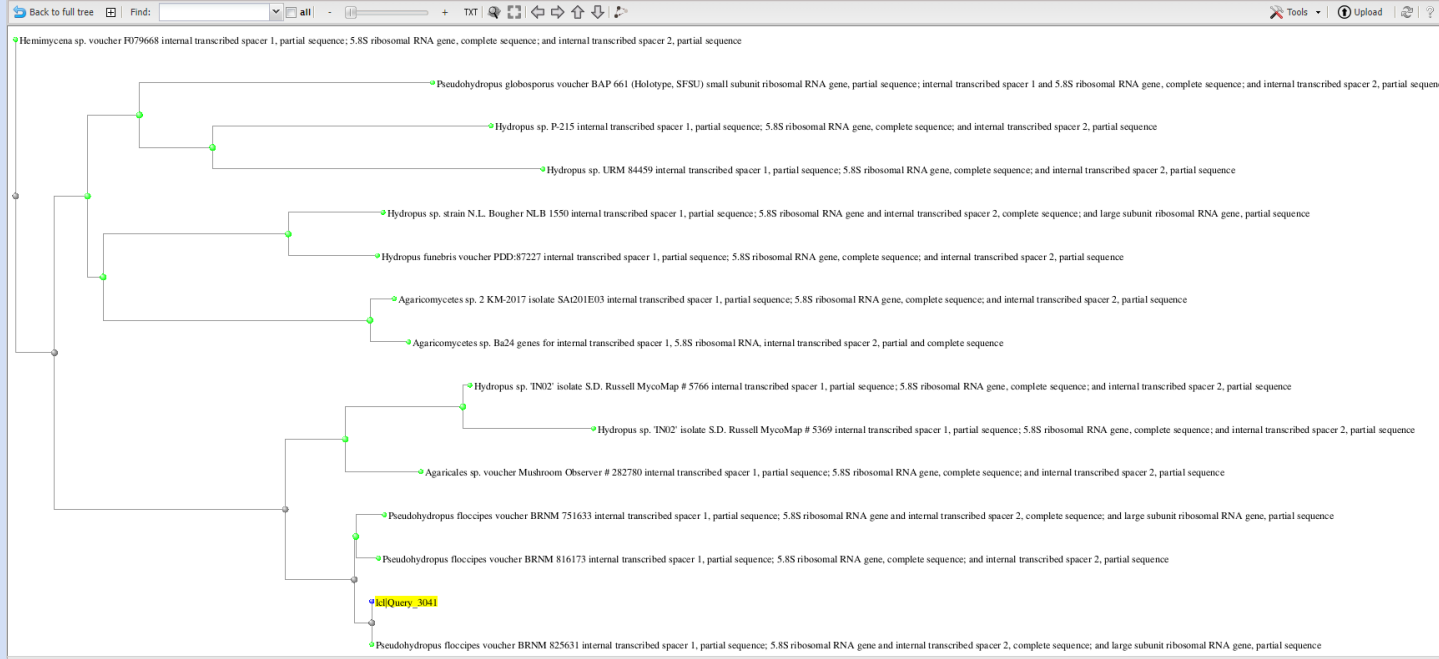 Back to full tree Find: all - + TXT Tools Upload ?
Hemimycena sp. voucher F079668 internal transcribed spacer 1, partial sequence; 5.8S ribosomal RNA gene, complete sequence; and internal transcribed spacer 2, partial sequence
Pseudohydropus globosporus voucher BAP 661 (Holotype, SFSU) small subunit ribosomal RNA gene, partial sequence; internal transcribed spacer 1 and 5.8S ribosomal RNA gene, complete sequence; and internal transcribed spacer 2, partial sequen
Hydropus sp. P-215 internal transcribed spacer 1, partial sequence; 5.8S ribosomal RNA gene, complete sequence; and internal transcribed spacer 2, partial sequence
Hydropus sp. URM 84459 internal transcribed spacer 1, partial sequence; 5.8S ribosomal RNA gene, complete sequence; and internal transcribed spacer 2, partial sequence
Hydropus sp. strain N.L. Bougher NLB 1550 internal transcribed spacer 1, partial sequence; 5.8S ribosomal RNA gene and internal transcribed spacer 2, complete sequence; and large subunit ribosomal RNA gene, partial sequence
Hydropus funebris voucher PDD:87227 internal transcribed spacer 1, partial sequence; 5.8S ribosomal RNA gene, complete sequence; and internal transcribed spacer 2, partial sequence
Agaricomycetes sp. 2 KM-2017 isolate SAt201E03 internal transcribed spacer 1, partial sequence; 5.8S ribosomal RNA gene, complete sequence; and internal transcribed spacer 2, partial sequence
Agaricomycetes sp. Ba24 genes for internal transcribed spacer 1, 5.8S ribosomal RNA, internal transcribed spacer 2, partial and complete sequence
Hydropus sp. 'IN02' isolate S.D. Russell MycoMap # 5766 internal transcribed spacer 1, partial sequence; 5.8S ribosomal RNA gene, complete sequence; and internal transcribed spacer 2, partial sequence
Hydropus sp. 'IN02' isolate S.D. Russell MycoMap # 5369 internal transcribed spacer 1, partial sequence; 5.8S ribosomal RNA gene, complete sequence; and internal transcribed spacer 2, partial sequence
Agaricales sp. voucher Mushroom Observer # 282780 internal transcribed spacer 1, partial sequence; 5.8S ribosomal RNA gene, complete sequence; and internal transcribed spacer 2, partial sequence
Pseudohydropus floccipes voucher BRNM 751633 internal transcribed spacer 1, partial sequence; 5.8S ribosomal RNA gene and internal transcribed spacer 2, complete sequence; and large subunit ribosomal RNA gene, partial sequence
Pseudohydropus floccipes voucher BRNM 816173 internal transcribed spacer 1, partial sequence; 5.8S ribosomal RNA gene, complete sequence; and internal transcribed spacer 2, partial sequence
lcl|Query_3041
Pseudohydropus floccipes voucher BRNM 825631 internal transcribed spacer 1, partial sequence; 5.8S ribosomal RNA gene and internal transcribed spacer 2, complete sequence; and large subunit ribosomal RNA gene, partial sequence